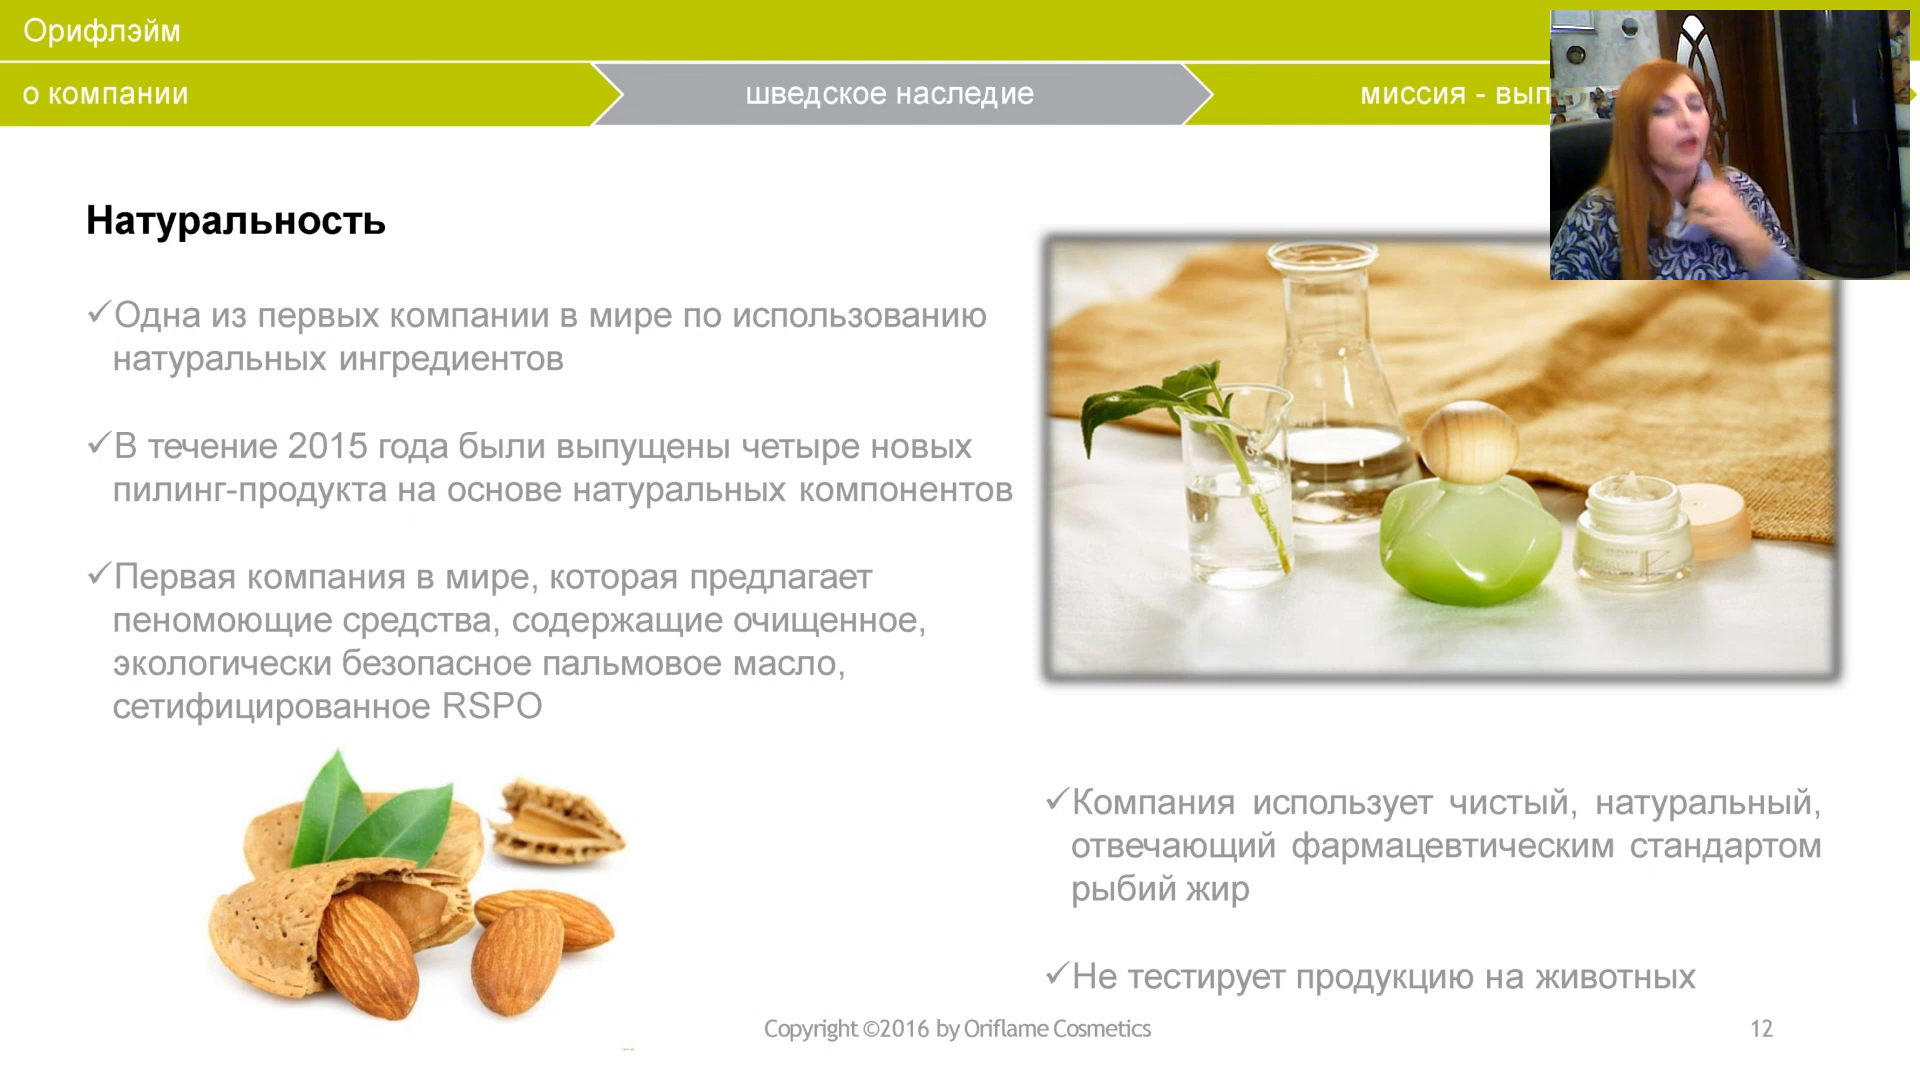 Орифлэйм
о компании
шведское наследие
миссия - вып
Натуральность
✓Одна из первых компании в мире по использованию
натуральных ингредиентов
✓В течение 2015 года были выпущены четыре новых
пилинг-продукта на основе натуральных компонентов
✓Первая компания в мире, которая предлагает
пеномоющие средства, содержащие очищенное,
экологически безопасное пальмовое масло,
сетифицированное RSPO
✓Компания использует чистый, натуральный,
отвечающий фармацевтическим стандартом
рыбий жир
✓Не тестирует продукцию на животных
Copyright ©2016 by Oriflame Cosmetics
12